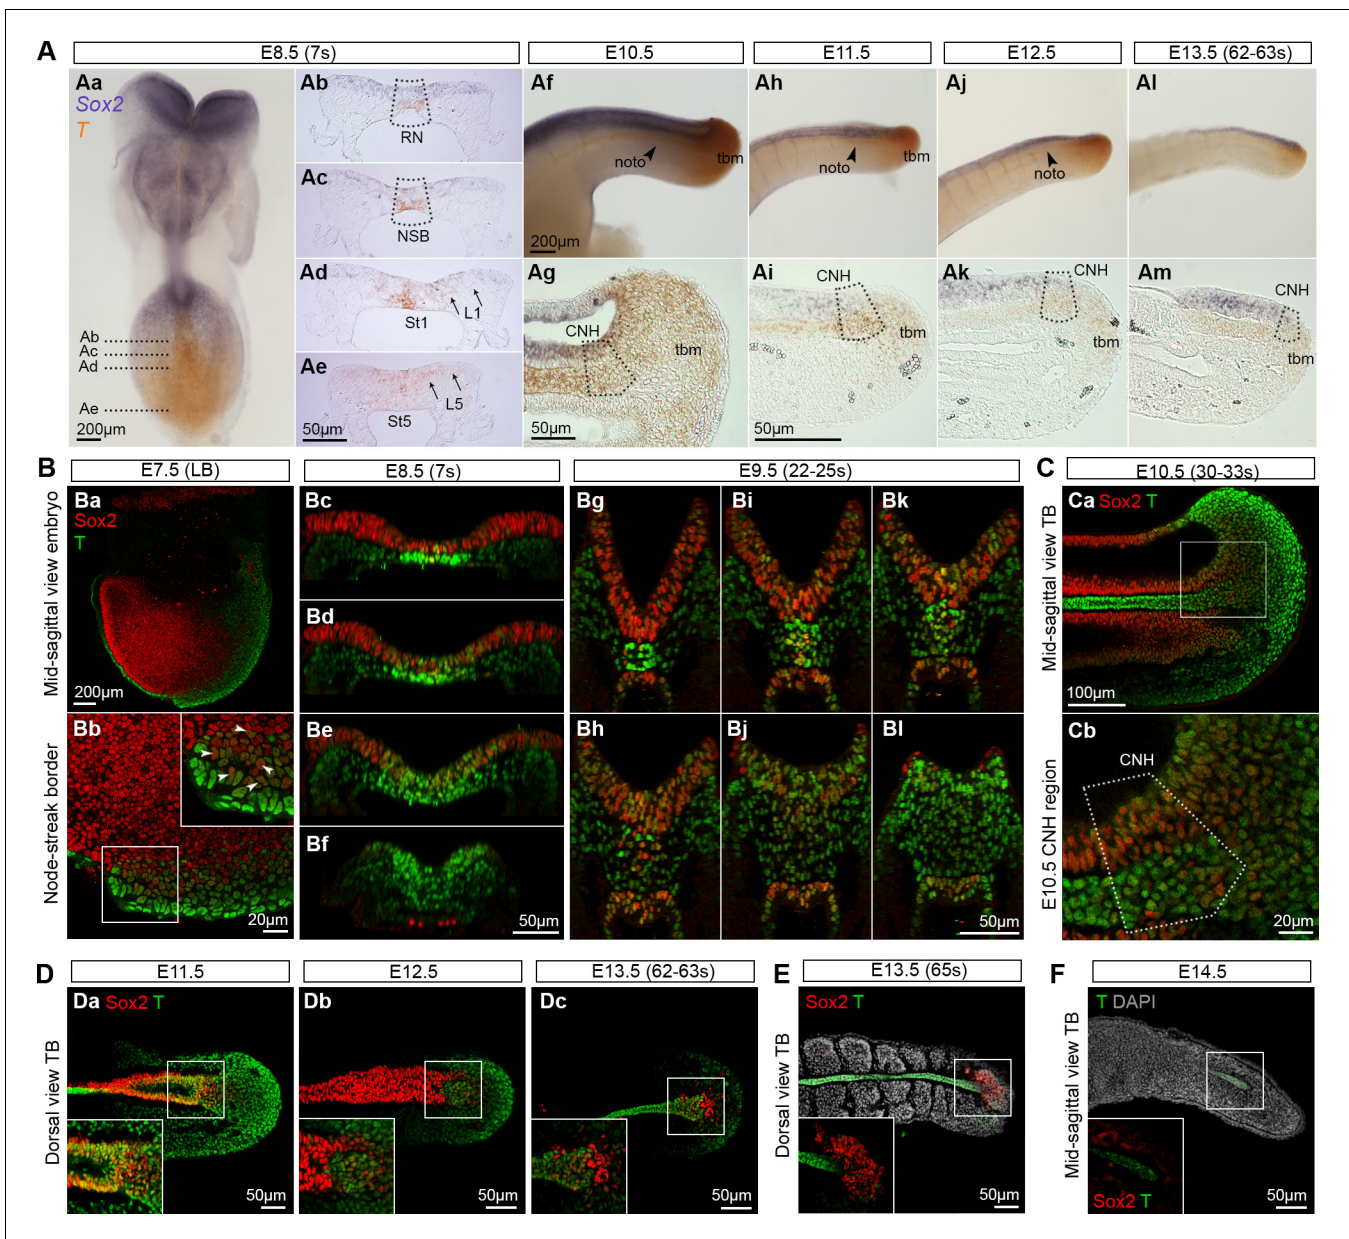 A
E8.5 (7s)
E10.5
E11.5
E12.5
E13.5 (62-63s)
Aa
Sox2
T
Ab
Ac
Ad
Ae
200µm
Ab
RN
Ac
NSB
Ad
St1
L1
Ae
St5
L5
50µm
Af
noto
tbm
200µm
Ag
CNH
tbm
50µm
Ah
noto
tbm
Ai
CNH
tbm
Aj
noto
Ak
CNH
tbm
Al
Am
CNH
tbm
B
E7.5 (LB)
E8.5 (7s)
E9.5 (22-25s)
C
E10.5 (30-33s)
Mid-sagittal view embryo
Ba
Sox2
T
200µm
Node-streak border
Bb
20µm
Bc
Bd
Be
Bf
50µm
Bg
Bi
Bk
Bh
Bj
Bl
50µm
Mid-sagittal view TB
Ca Sox2 T
100µm
E10.5 CNH region
Cb
CNH
20µm
D
E11.5
E12.5
E13.5 (62-63s)
E
E13.5 (65s)
F
E14.5
Dorsal view TB
Da Sox2 T
50µm
Db
50µm
Dc
50µm
Dorsal view TB
Sox2 T
50µm
Mid-sagittal view TB
T DAPI
Sox2 T
50µm